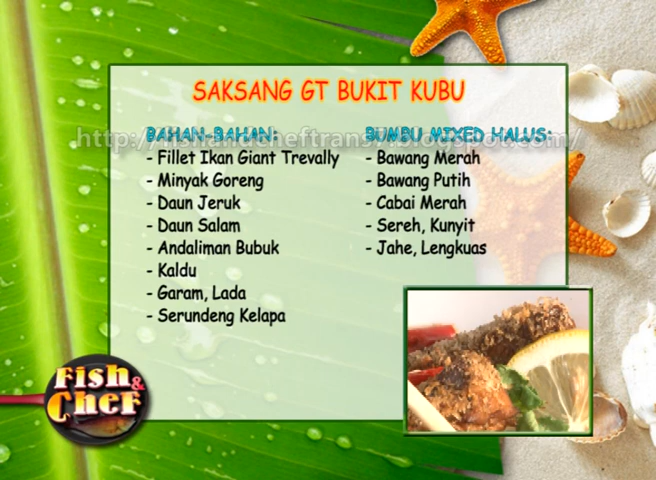 SAKSANG GT BUKIT KUBU
BAHAN-BAHAN:
- Fillet Ikan Giant Trevally
- Minyak Goreng
- Daun Jeruk
- Daun Salam
- Andaliman Bubuk
- Kaldu
- Garam, Lada
- Serundeng Kelapa
BUMBU MIXED HALUS:
- Bawang Merah
- Bawang Putih
- Cabai Merah
- Sereh, Kunyit
- Jahe, Lengkuas
Fish &
Chef